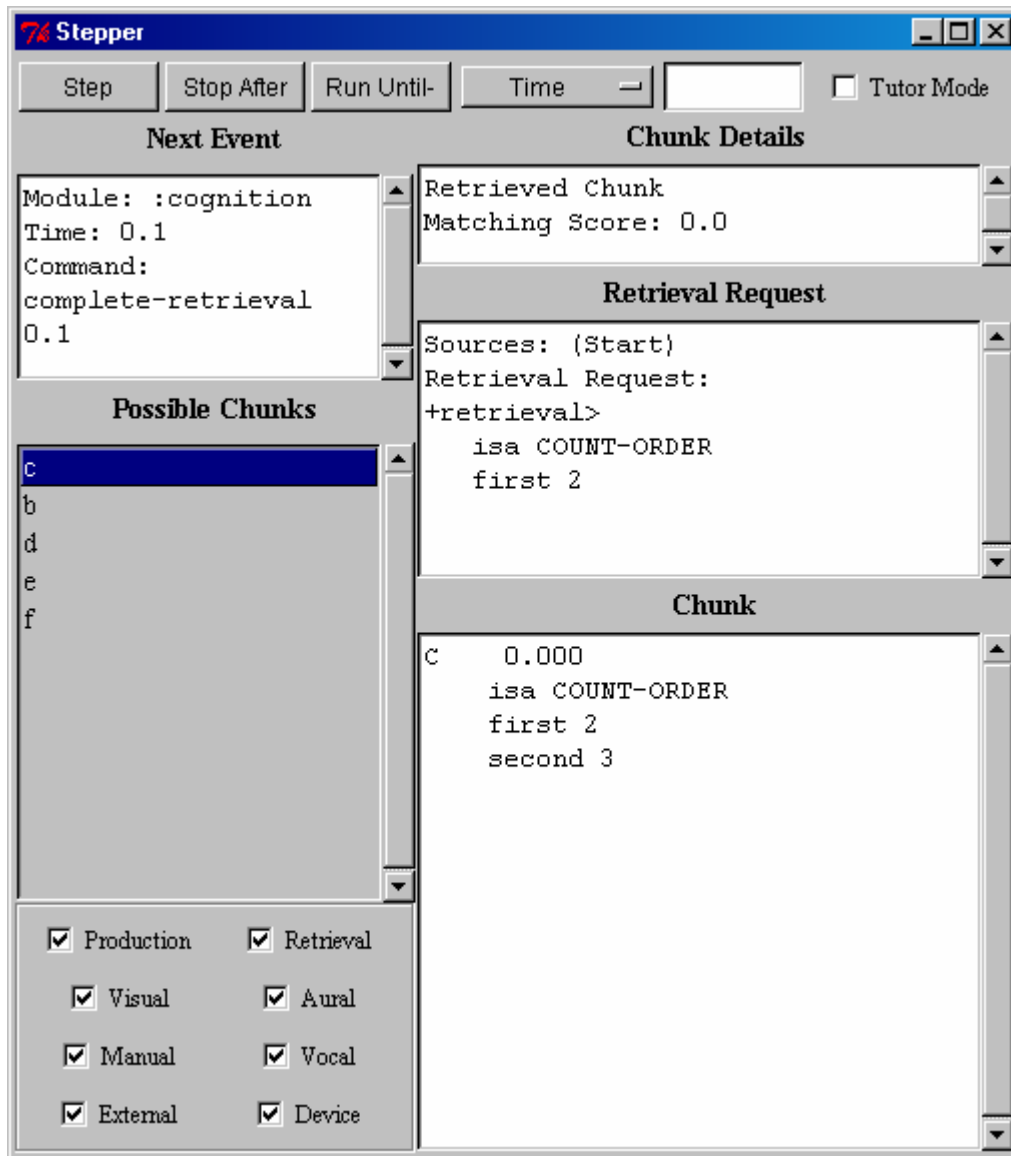 Stepper
Step Stop After Run Until- Time Tutor Mode
Next Event
Module: :cognition
Time: 0.1
Command:
complete-retrieval
0.1
Chunk Details
Retrieved Chunk
Matching Score: 0.0
Retrieval Request
Sources: (Start)
Retrieval Request:
+retrieval>
isa COUNT-ORDER
first 2
Possible Chunks
c
b
d
e
f
Chunk
C 0.000
isa COUNT-ORDER
first 2
second 3
Production Retrieval
Visual Aural
Manual Vocal
External Device